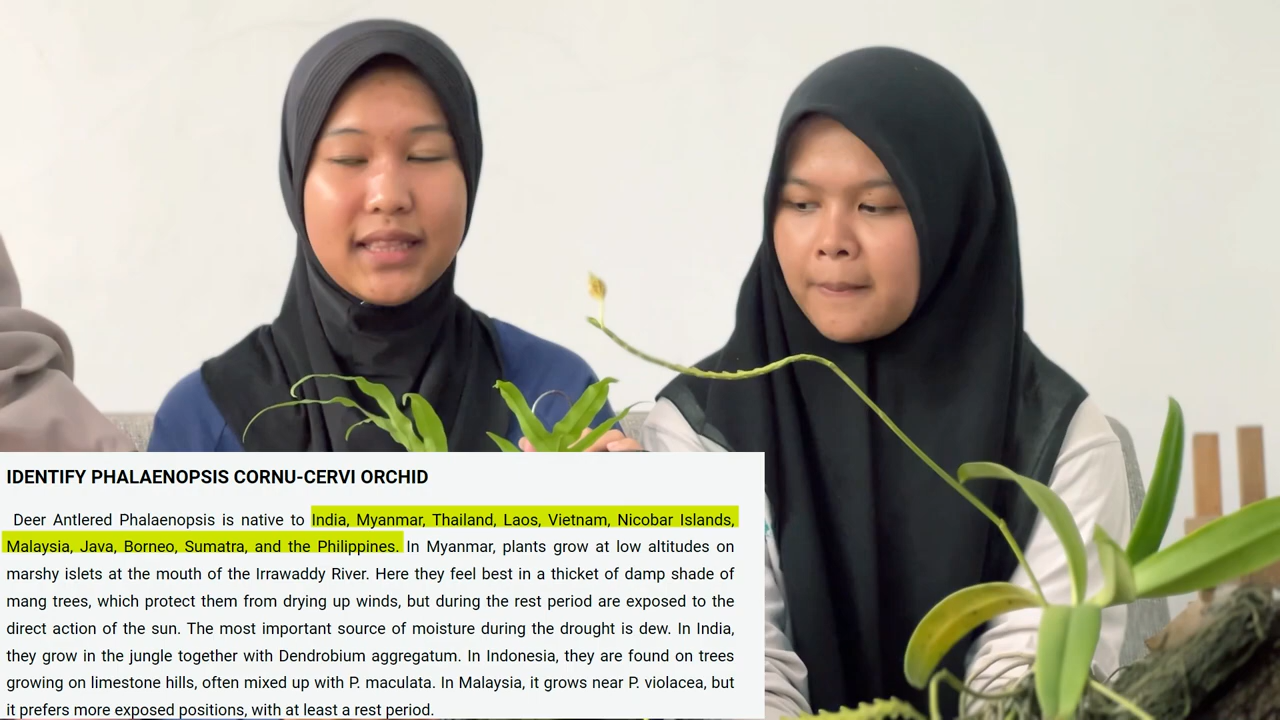 IDENTIFY PHALAENOPSIS CORNU-CERVI ORCHID
Deer Antlered Phalaenopsis is native to India, Myanmar, Thailand, Laos, Vietnam, Nicobar Islands,
Malaysia, Java, Borneo, Sumatra, and the Philippines. In Myanmar, plants grow at low altitudes on
marshy islets at the mouth of the Irrawaddy River. Here they feel best in a thicket of damp shade of
mang trees, which protect them from drying up winds, but during the rest period are exposed to the
direct action of the sun. The most important source of moisture during the drought is dew. In India,
they grow in the jungle together with Dendrobium aggregatum. In Indonesia, they are found on trees
growing on limestone hills, often mixed up with P. maculata. In Malaysia, it grows near P. violacea, but
it prefers more exposed positions, with at least a rest period.